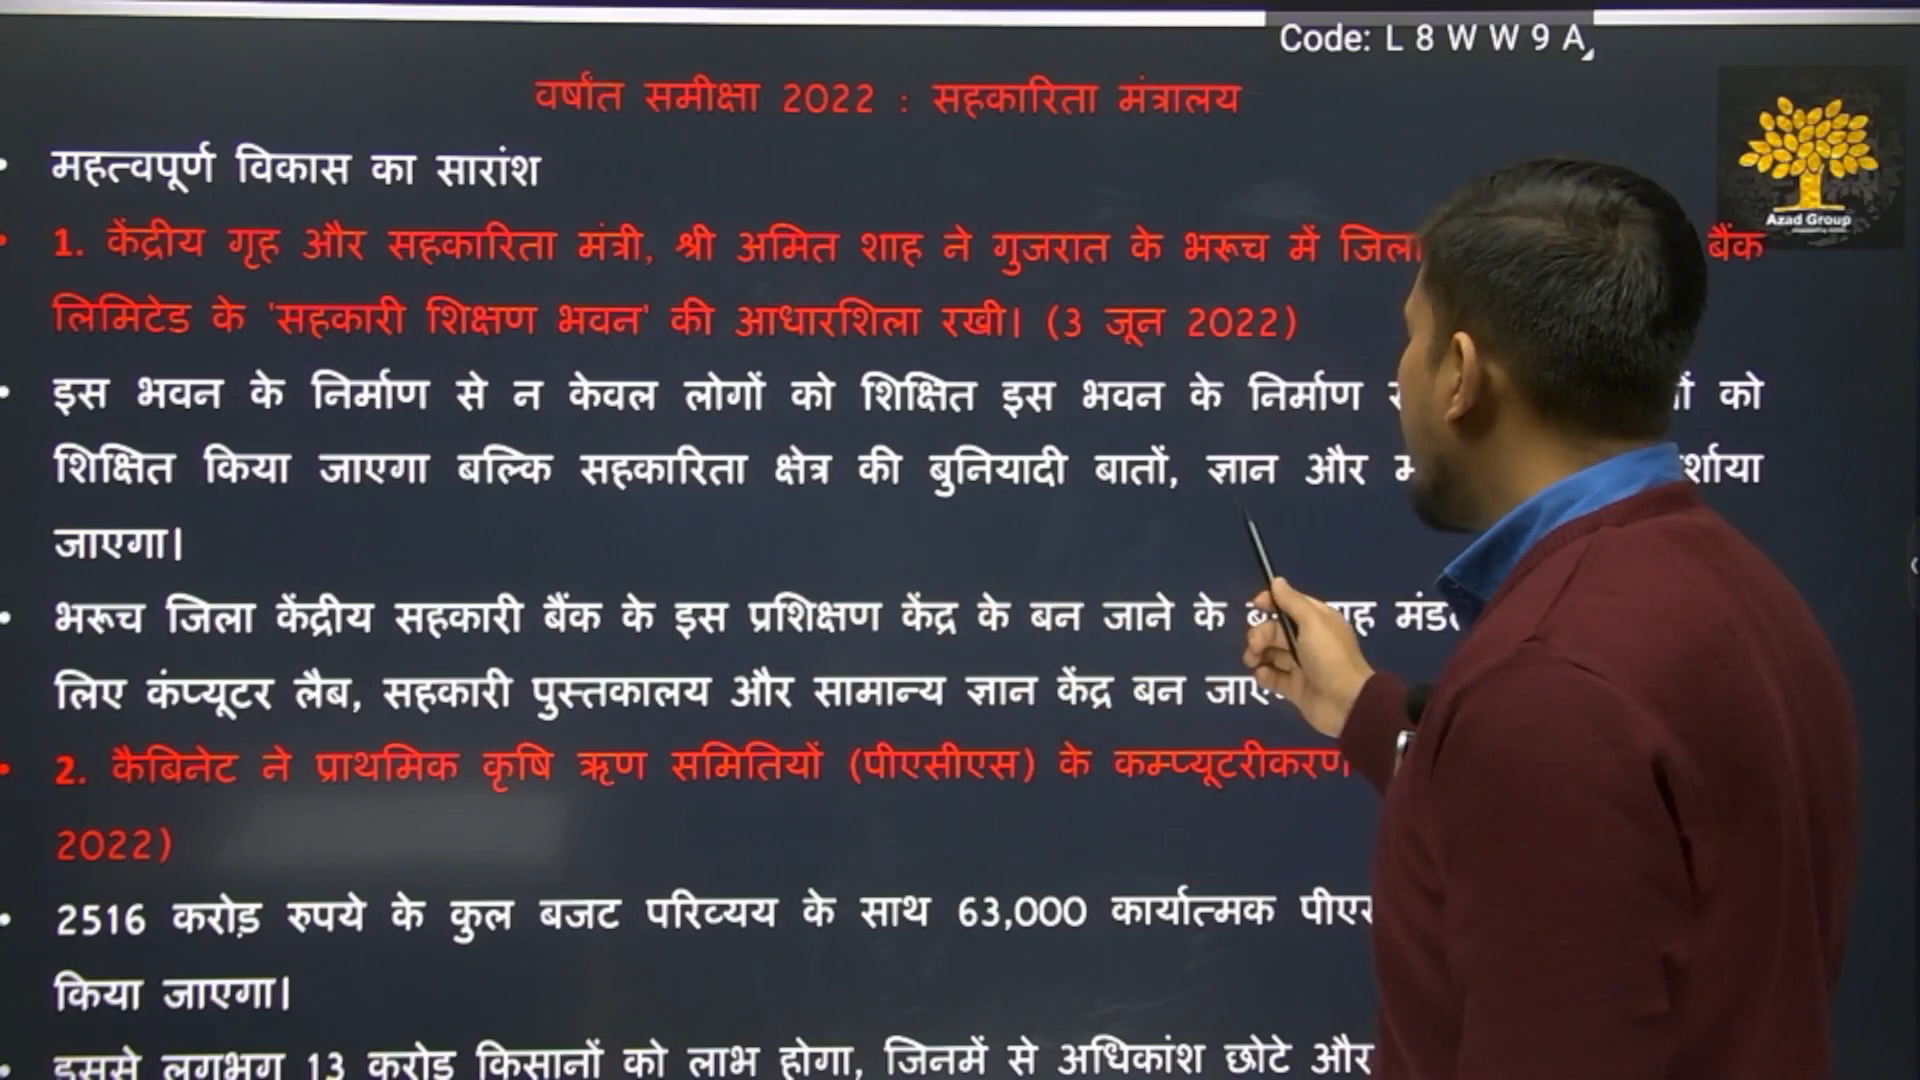 Code: L 8 W W 9 A
वर्षांत समीक्षा 2022 : सहकारिता मंत्रालय
Azad Group
• महत्वपूर्ण विकास का सारांश
• 1. केंद्रीय गृह और सहकारिता मंत्री, श्री अमित शाह ने गुजरात के भरूच में जिला बैंक
लिमिटेड के 'सहकारी शिक्षण भवन' की आधारशिला रखी। (3 जून 2022)
• इस भवन के निर्माण से न केवल लोगों को शिक्षित इस भवन के निर्माण को
शिक्षित किया जाएगा बल्कि सहकारिता क्षेत्र की बुनियादी बातों, ज्ञान और
जाएगा।
• भरूच जिला केंद्रीय सहकारी बैंक के इस प्रशिक्षण केंद्र के बन जाने के
लिए कंप्यूटर लैब, सहकारी पुस्तकालय और सामान्य ज्ञान केंद्र बन
• 2. कैबिनेट ने प्राथमिक कृषि ऋण समितियों (पीएसीएस) के कम्प्यूटरीकरण
2022)
• 2516 करोड़ रुपये के कुल बजट परिव्यय के साथ 63,000 कार्यात्मक
किया जाएगा।
• इससे लगभग 13 करोड़ किसानों को लाभ होगा, जिनमें से अधिकांश छोटे और